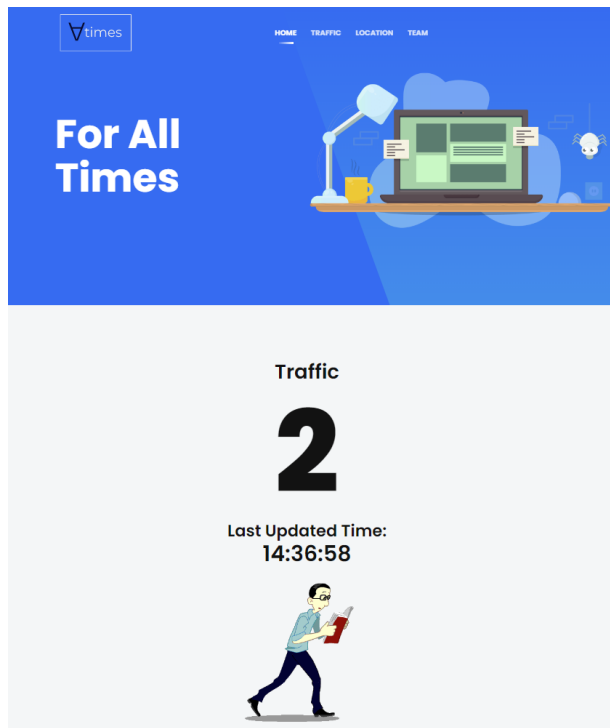 ∀times
HOME TRAFFIC LOCATION TEAM
For All
Times
Traffic
2
Last Updated Time:
14:36:58